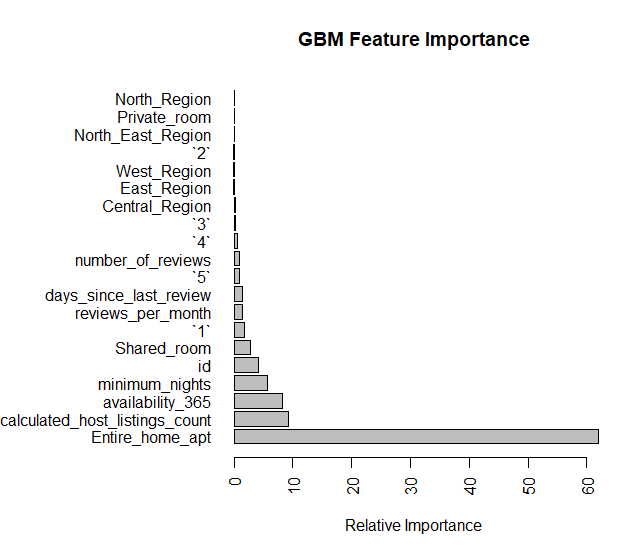 GBM Feature Importance
North_Region
Private_room
North_East_Region
`2`
West_Region
East_Region
Central_Region
`3`
`4`
number_of_reviews
`5`
days_since_last_review
reviews_per_month
`1`
Shared_room
id
minimum_nights
availability_365
calculated_host_listings_count
Entire_home_apt
0 10 20 30 40 50 60
Relative Importance